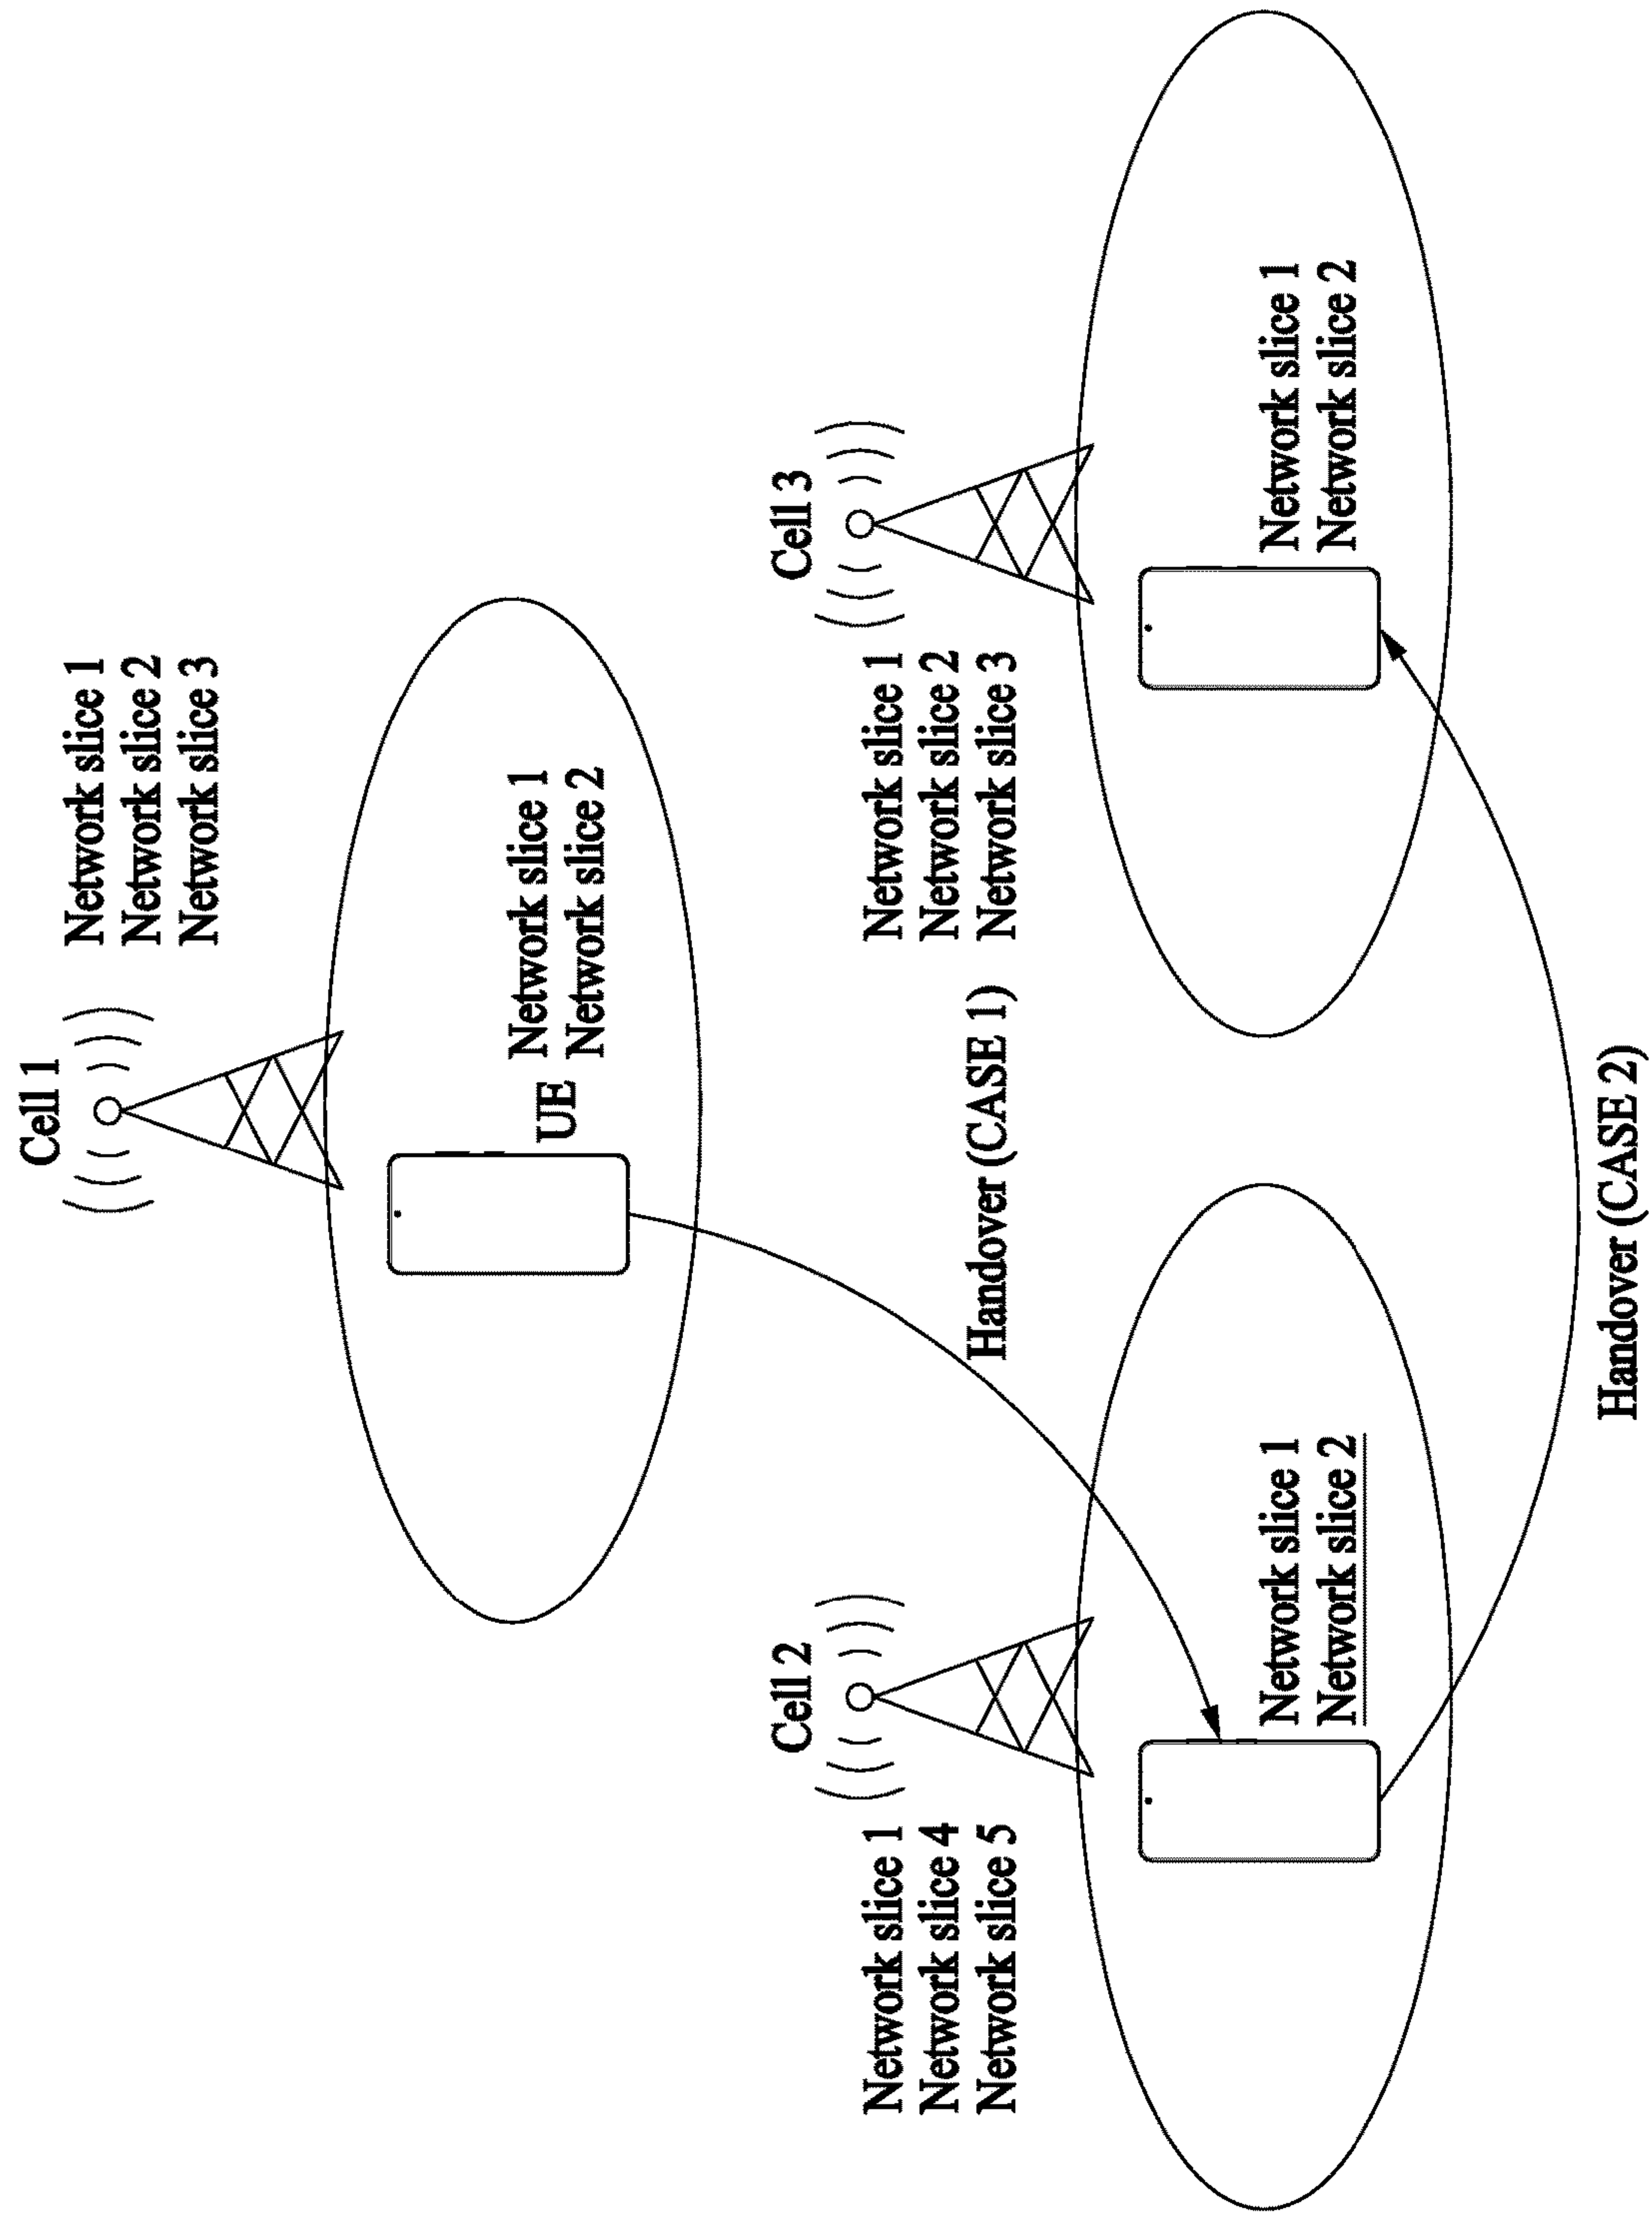 Cell 1
Network slice 1
Network slice 2
Network slice 3
UE
Network slice 1
Network slice 2
Handover (CASE 1)
Cell 2
Network slice 1
Network slice 4
Network slice 5
Network slice 1
Network slice 2
Cell 3
Network slice 1
Network slice 2
Network slice 3
Network slice 1
Network slice 2
Handover (CASE 2)